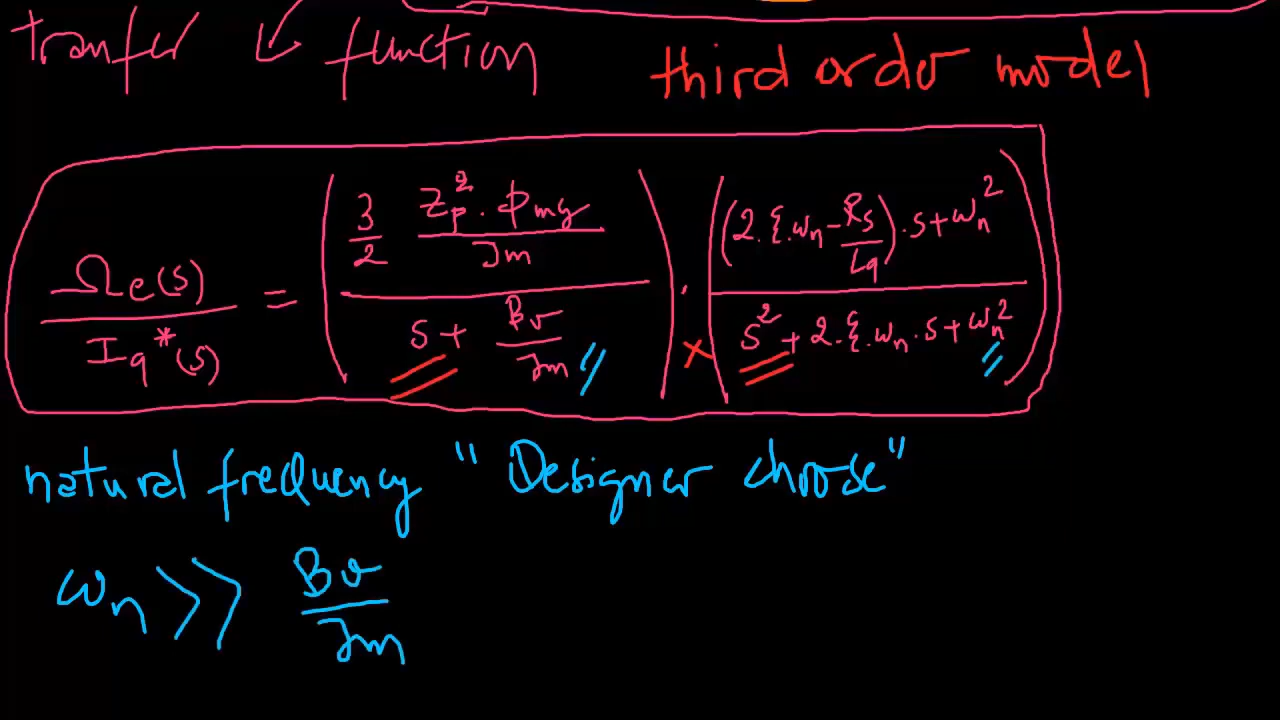 tranfer function
third order model
Ωe(s) / Iq*(s) = ( (3/2 · Zp² · Φmg / Jm) / (s + Bv/Jm) ) · × ( ((2.ξ.ωn - Rs/Lq).s + ωn²) / (s² + 2.ξ.ωn.s + ωn²) )
natural frequency "Designer choose"
ωn >> Bv / Jm